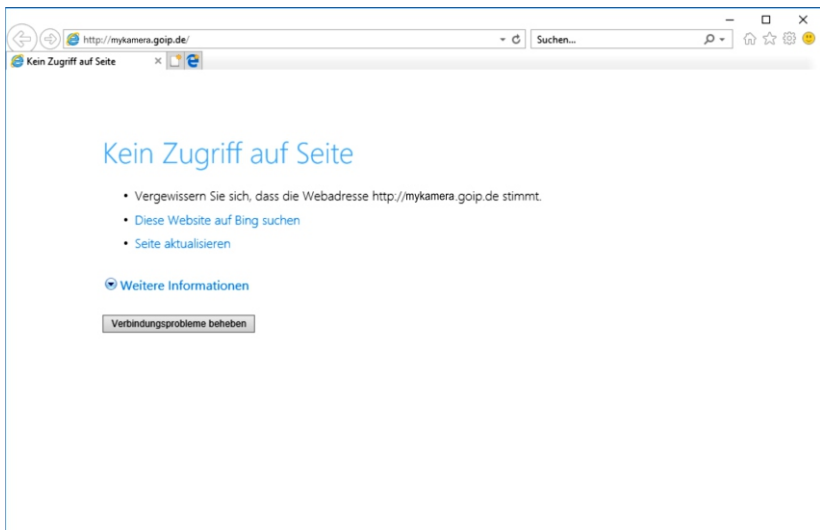 http://mykamera.goip.de/
Suchen...
Kein Zugriff auf Seite
Kein Zugriff auf Seite
Vergewissern Sie sich, dass die Webadresse http://mykamera.goip.de stimmt.
Diese Website auf Bing suchen
Seite aktualisieren
Weitere Informationen
Verbindungsprobleme beheben